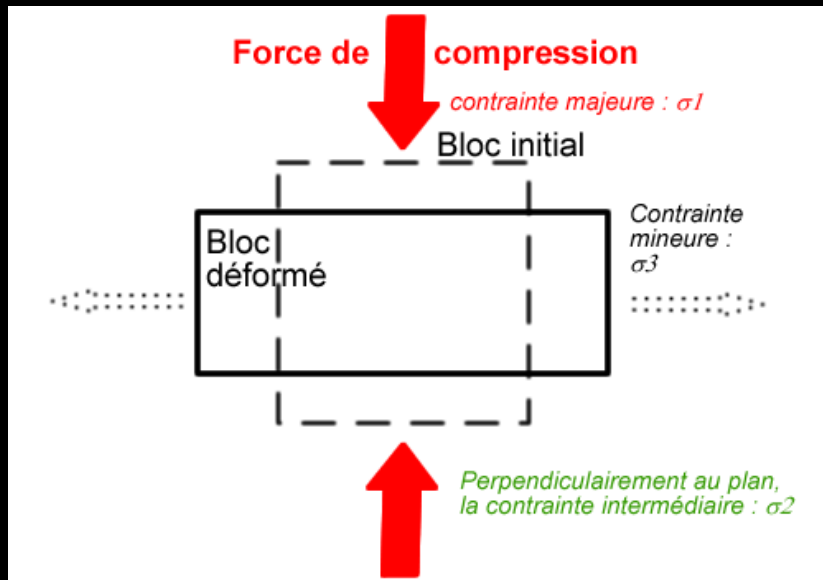 Force de compression
contrainte majeure : σ1
Bloc initial
Bloc
déformé
Contrainte
mineure :
σ3
Perpendiculairement au plan,
la contrainte intermédiaire : σ2